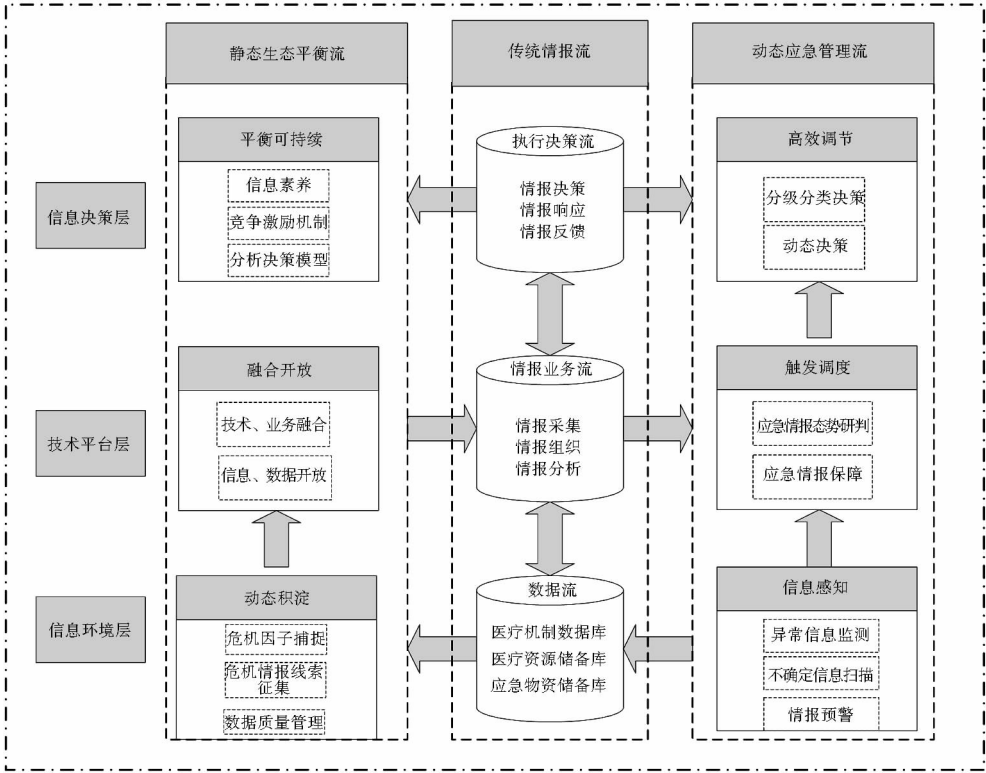 静态生态平衡流
传统情报流
动态应急管理流
信息决策层
平衡可持续
信息素养
竞争激励机制
分析决策模型
执行决策流
情报决策
情报响应
情报反馈
高效调节
分级分类决策
动态决策
技术平台层
融合开放
技术、业务融合
信息、数据开放
情报业务流
情报采集
情报组织
情报分析
触发调度
应急情报态势研判
应急情报保障
信息环境层
动态积淀
危机因子捕捉
危机情报线索
征集
数据质量管理
数据流
医疗机制数据库
医疗资源储备库
应急物资储备库
信息感知
异常信息监测
不确定信息扫描
情报预警